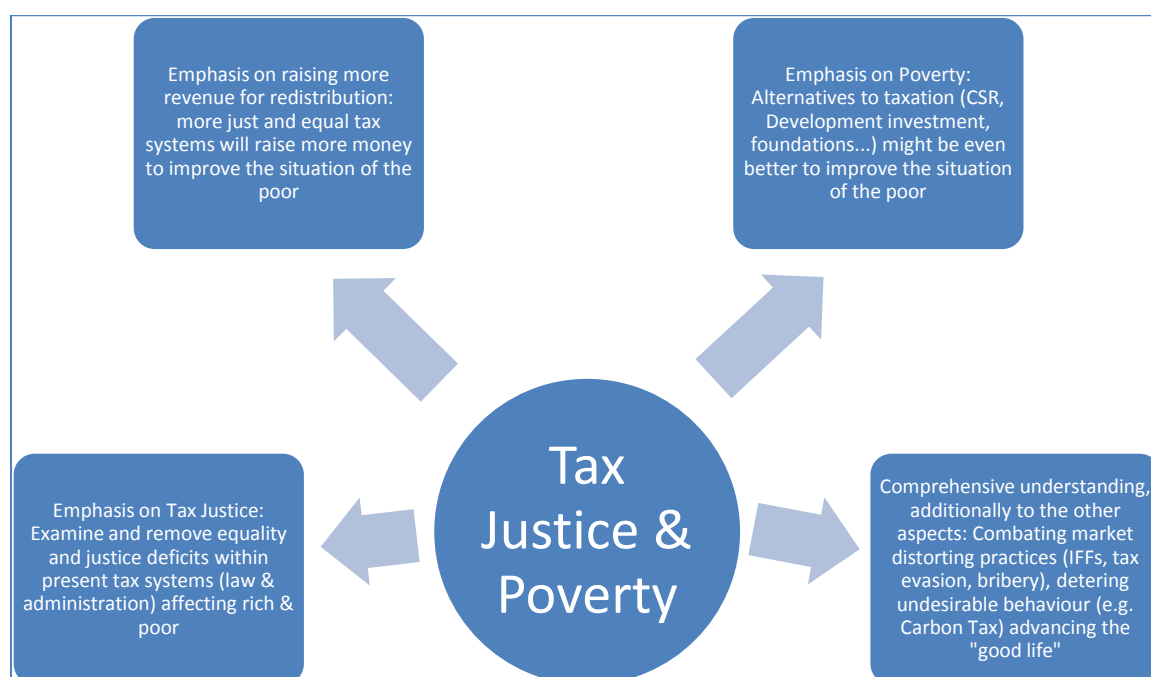 Emphasis on raising more
revenue for redistribution:
more just and equal tax
systems will raise more money
to improve the situation of the
poor
Emphasis on Poverty:
Alternatives to taxation (CSR,
Development investment,
foundations...) might be even
better to improve the situation
of the poor
Emphasis on Tax Justice:
Examine and remove equality
and justice deficits within
present tax systems (law &
administration) affecting rich &
poor
Tax
Justice &
Poverty
Comprehensive understanding,
additionally to the other
aspects: Combating market
distorting practices (IFFs, tax
evasion, bribery), detering
undesirable behaviour (e.g.
Carbon Tax) advancing the
"good life"